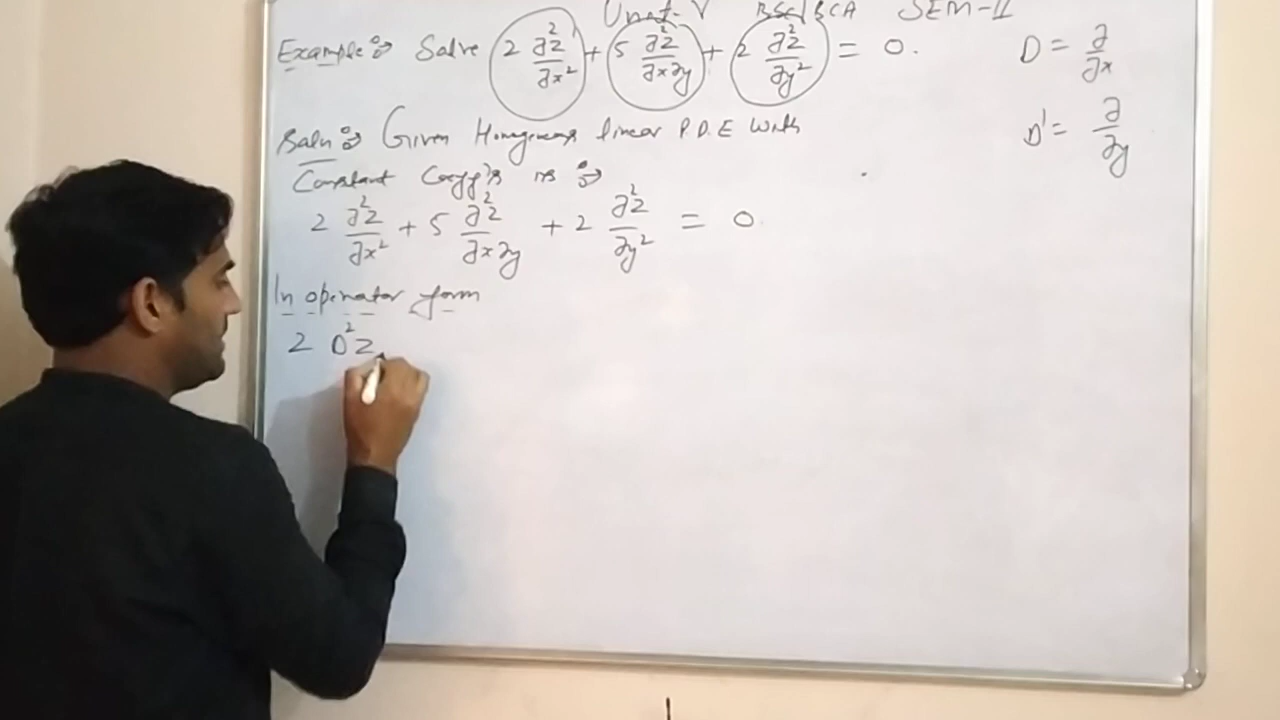 Unit-V BSC/BCA SEM-II
Example:→ Solve 2 ∂²z/∂x² + 5 ∂²z/∂x∂y + 2 ∂²z/∂y² = 0.
D = ∂/∂x
D' = ∂/∂y
Soln:→ Given Homogeneous linear P.D.E With
Constant Coeff's is :→
2 ∂²z/∂x² + 5 ∂²z/∂x∂y + 2 ∂²z/∂y² = 0.
In operator form
2 D²z